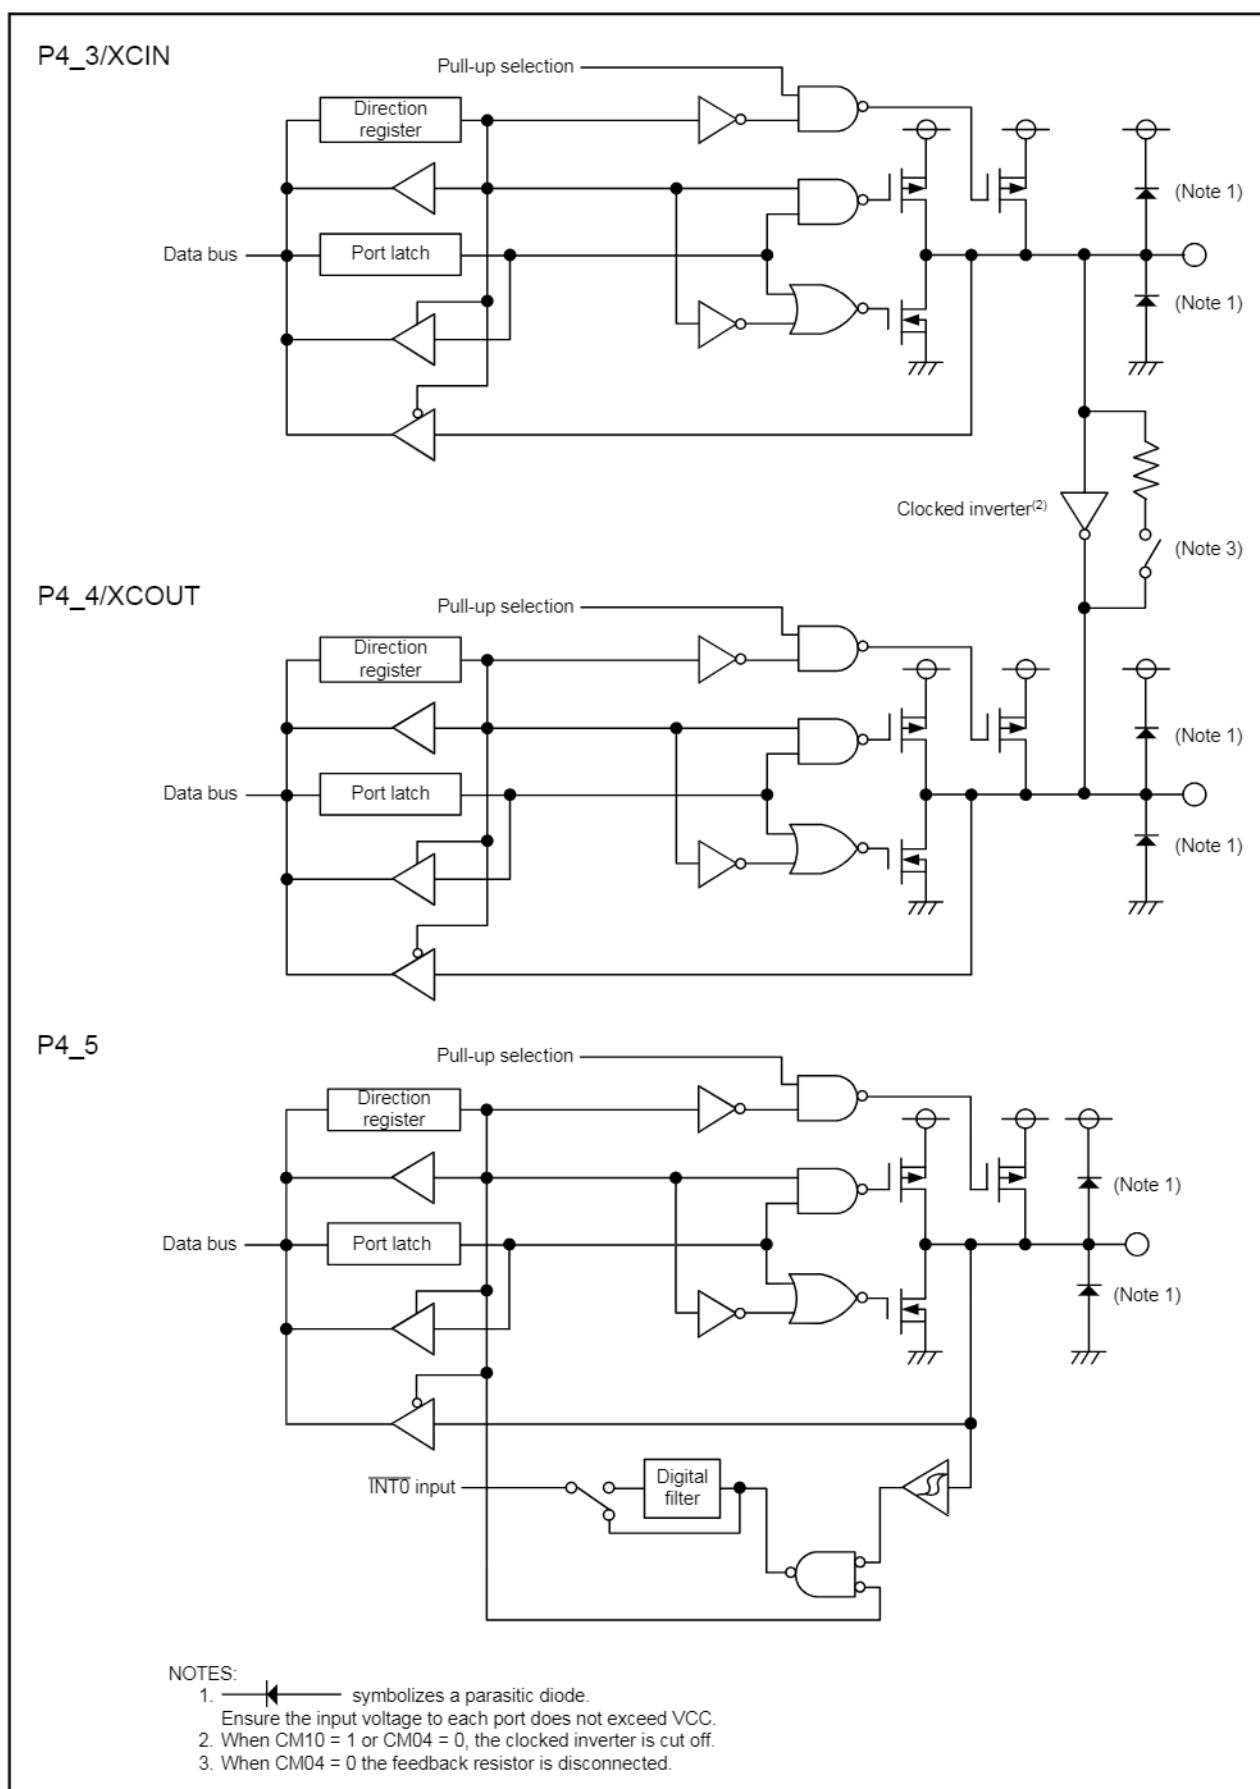 P4_3/XCIN
Pull-up selection
Direction
register
(Note 1)
Data bus
Port latch
(Note 1)
Clocked inverter(2)
(Note 3)
P4_4/XCOUT
Pull-up selection
Direction
register
(Note 1)
Data bus
Port latch
(Note 1)
P4_5
Pull-up selection
Direction
register
(Note 1)
Data bus
Port latch
(Note 1)
INT0 input
Digital
filter
NOTES:
1. symbolizes a parasitic diode.
Ensure the input voltage to each port does not exceed VCC.
2. When CM10 = 1 or CM04 = 0, the clocked inverter is cut off.
3. When CM04 = 0 the feedback resistor is disconnected.